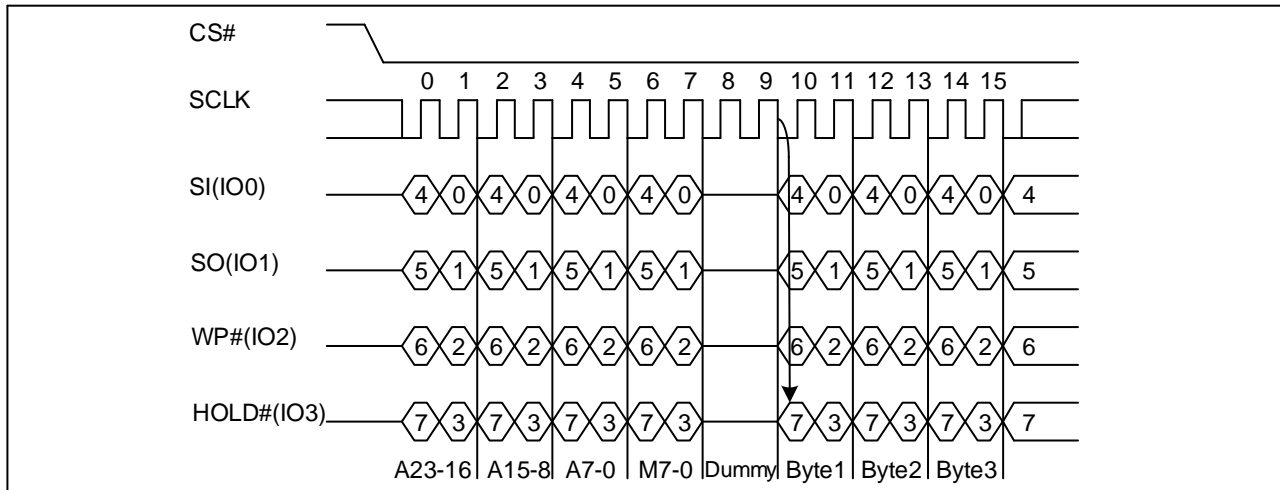 CS#
0 1 2 3 4 5 6 7 8 9 10 11 12 13 14 15
SCLK
SI(IO0) 4 0 4 0 4 0 4 0 4 0 4 0 4 0 4
SO(IO1) 5 1 5 1 5 1 5 1 5 1 5 1 5 1 5
WP#(IO2) 6 2 6 2 6 2 6 2 6 2 6 2 6 2 6
HOLD#(IO3) 7 3 7 3 7 3 7 3 7 3 7 3 7 3 7
A23-16 A15-8 A7-0 M7-0 Dummy Byte1 Byte2 Byte3